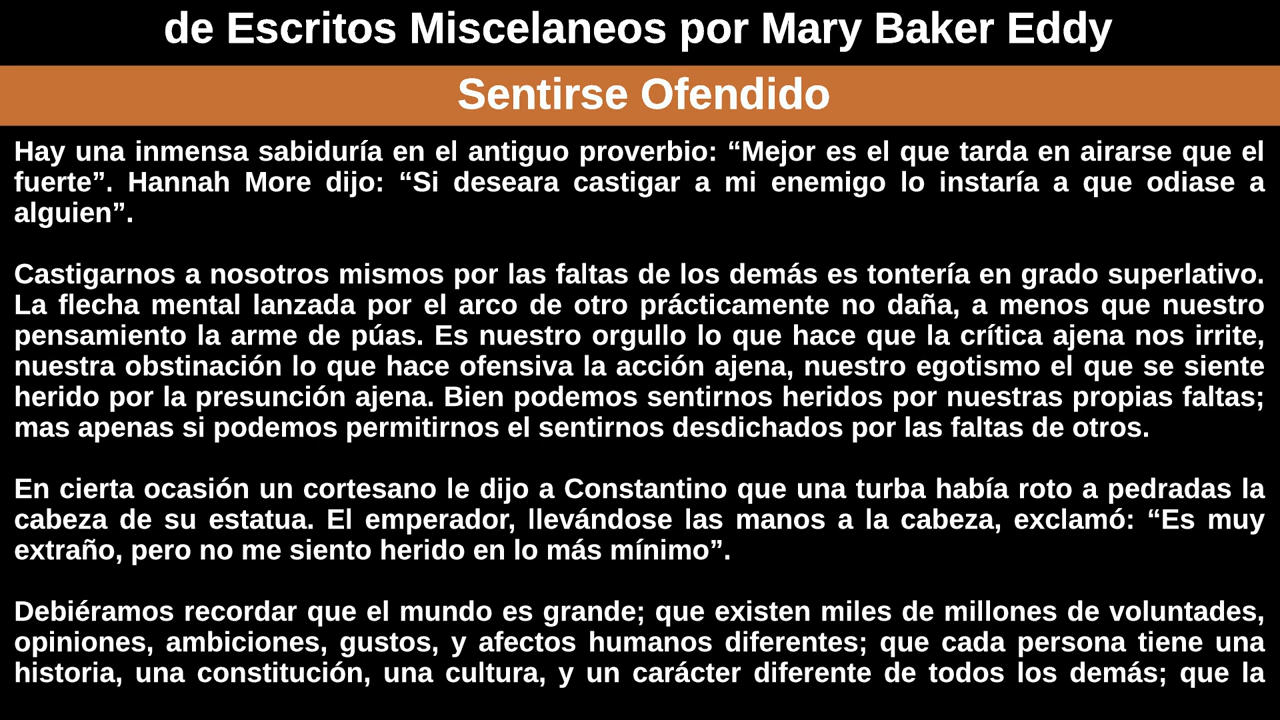 de Escritos Miscelaneos por Mary Baker Eddy
Sentirse Ofendido
Hay una inmensa sabiduría en el antiguo proverbio: “Mejor es el que tarda en airarse que el
fuerte”. Hannah More dijo: “Si deseara castigar a mi enemigo lo instaría a que odiase a
alguien”.
Castigarnos a nosotros mismos por las faltas de los demás es tontería en grado superlativo.
La flecha mental lanzada por el arco de otro prácticamente no daña, a menos que nuestro
pensamiento la arme de púas. Es nuestro orgullo lo que hace que la crítica ajena nos irrite,
nuestra obstinación lo que hace ofensiva la acción ajena, nuestro egotismo el que se siente
herido por la presunción ajena. Bien podemos sentirnos heridos por nuestras propias faltas;
mas apenas si podemos permitirnos el sentirnos desdichados por las faltas de otros.
En cierta ocasión un cortesano le dijo a Constantino que una turba había roto a pedradas la
cabeza de su estatua. El emperador, llevándose las manos a la cabeza, exclamó: “Es muy
extraño, pero no me siento herido en lo más mínimo”.
Debiéramos recordar que el mundo es grande; que existen miles de millones de voluntades,
opiniones, ambiciones, gustos, y afectos humanos diferentes; que cada persona tiene una
historia, una constitución, una cultura, y un carácter diferente de todos los demás; que la